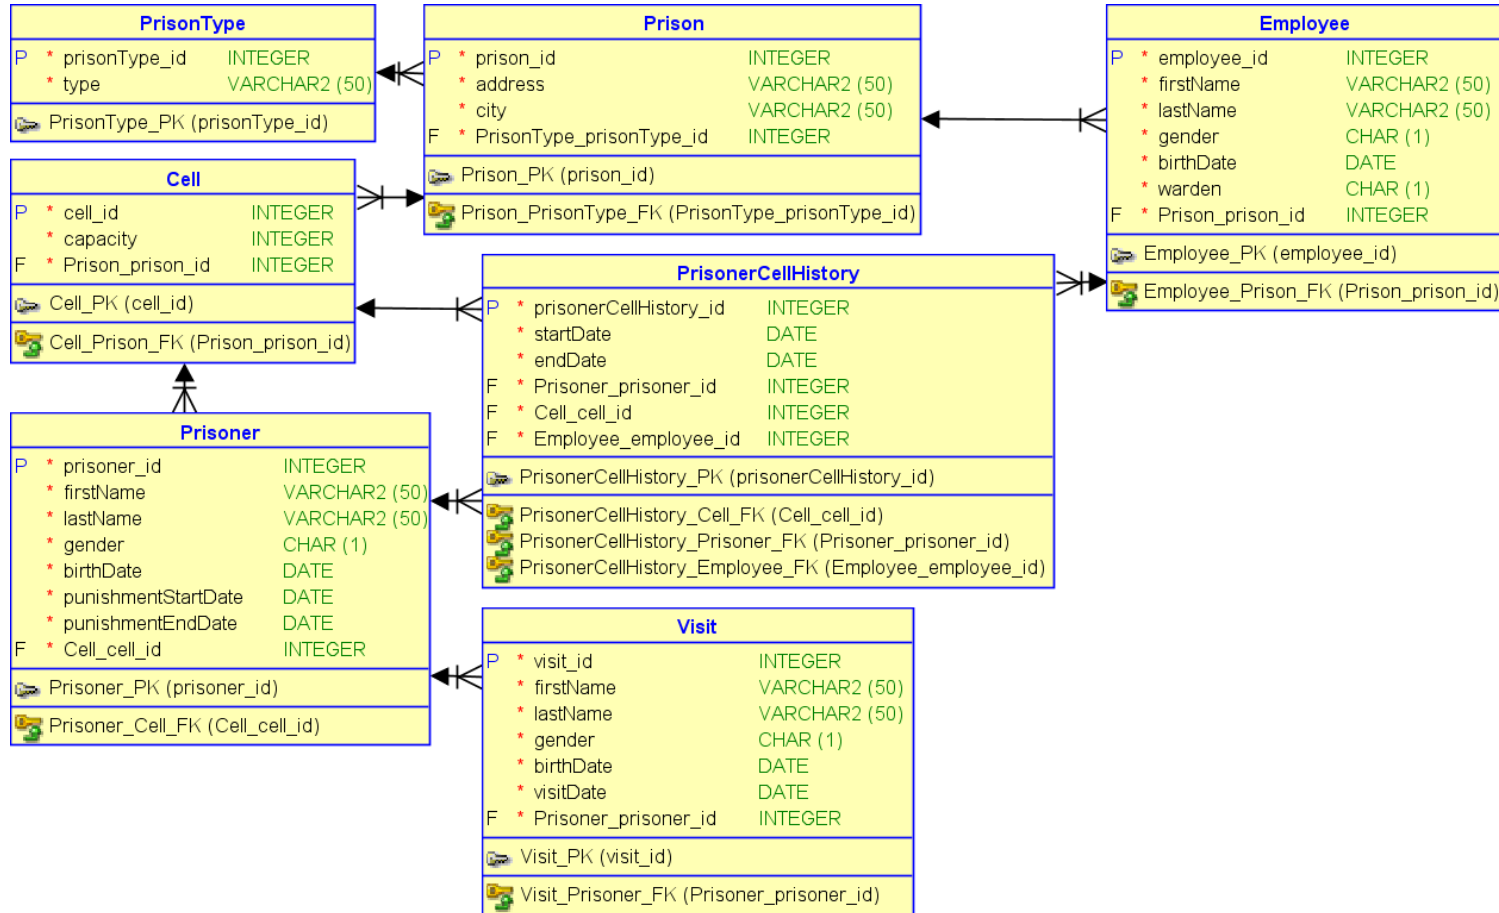 PrisonType
P * prisonType_id INTEGER
* type VARCHAR2 (50)
PrisonType_PK (prisonType_id)
Prison
P * prison_id INTEGER
* address VARCHAR2 (50)
* city VARCHAR2 (50)
F * PrisonType_prisonType_id INTEGER
Prison_PK (prison_id)
Prison_PrisonType_FK (PrisonType_prisonType_id)
Employee
P * employee_id INTEGER
* firstName VARCHAR2 (50)
* lastName VARCHAR2 (50)
* gender CHAR (1)
* birthDate DATE
* warden CHAR (1)
F * Prison_prison_id INTEGER
Employee_PK (employee_id)
Employee_Prison_FK (Prison_prison_id)
Cell
P * cell_id INTEGER
* capacity INTEGER
F * Prison_prison_id INTEGER
Cell_PK (cell_id)
Cell_Prison_FK (Prison_prison_id)
PrisonerCellHistory
P * prisonerCellHistory_id INTEGER
* startDate DATE
* endDate DATE
F * Prisoner_prisoner_id INTEGER
F * Cell_cell_id INTEGER
F * Employee_employee_id INTEGER
PrisonerCellHistory_PK (prisonerCellHistory_id)
PrisonerCellHistory_Cell_FK (Cell_cell_id)
PrisonerCellHistory_Prisoner_FK (Prisoner_prisoner_id)
PrisonerCellHistory_Employee_FK (Employee_employee_id)
Prisoner
P * prisoner_id INTEGER
* firstName VARCHAR2 (50)
* lastName VARCHAR2 (50)
* gender CHAR (1)
* birthDate DATE
* punishmentStartDate DATE
* punishmentEndDate DATE
F * Cell_cell_id INTEGER
Prisoner_PK (prisoner_id)
Prisoner_Cell_FK (Cell_cell_id)
Visit
P * visit_id INTEGER
* firstName VARCHAR2 (50)
* lastName VARCHAR2 (50)
* gender CHAR (1)
* birthDate DATE
* visitDate DATE
F * Prisoner_prisoner_id INTEGER
Visit_PK (visit_id)
Visit_Prisoner_FK (Prisoner_prisoner_id)